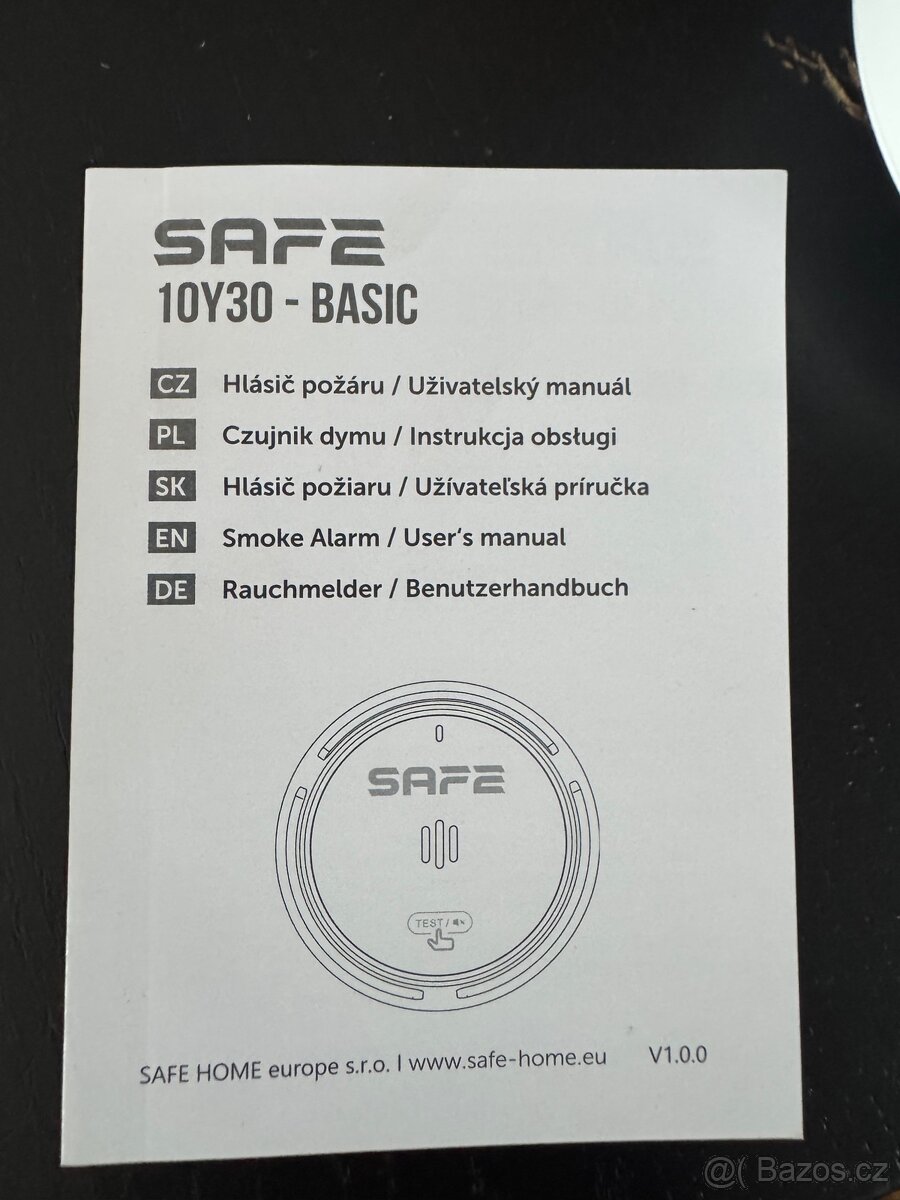 SAFE
10Y30 - BASIC
CZ Hlásič požáru / Uživatelský manuál
PL Czujnik dymu / Instrukcja obsługi
SK Hlásič požiaru / Užívateľská príručka
EN Smoke Alarm / User‘s manual
DE Rauchmelder / Benutzerhandbuch
SAFE
TEST /
SAFE HOME europe s.r.o. I www.safe-home.eu V1.0.0
@( Bazos.cz